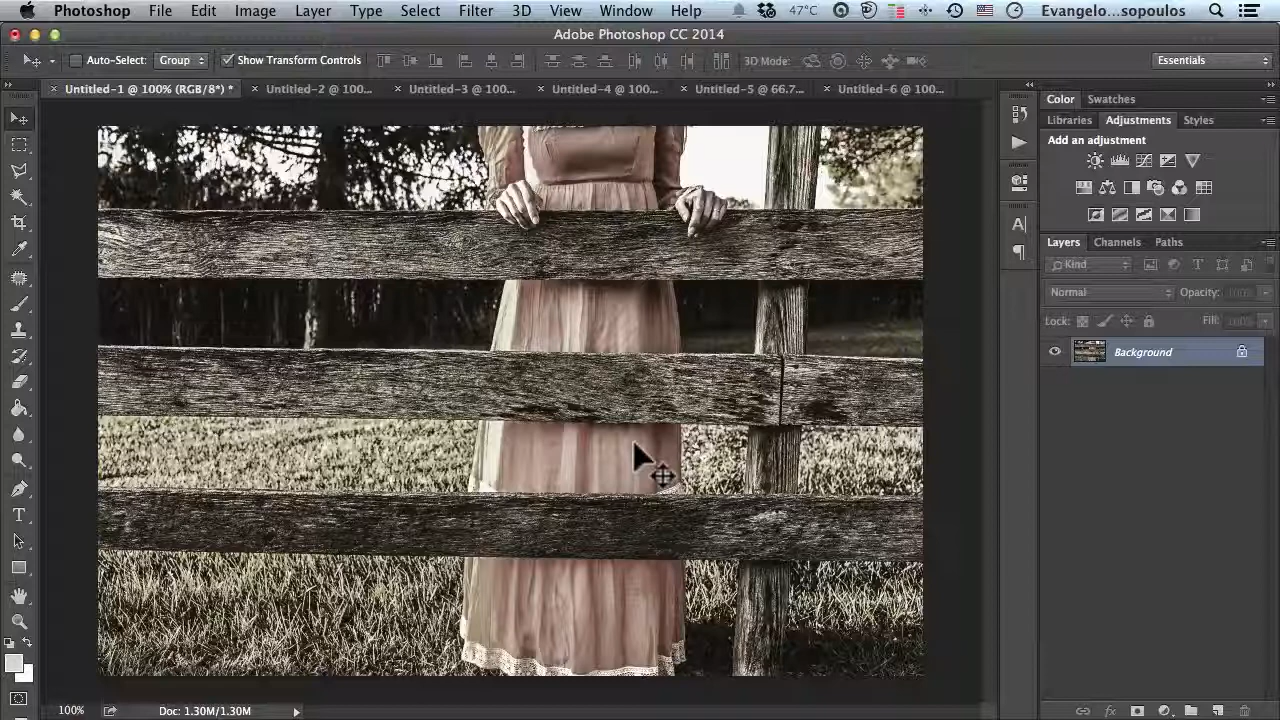 Photoshop File Edit Image Layer Type Select Filter 3D View Window Help 47°C Evangelo...sopoulos
Adobe Photoshop CC 2014
Auto-Select: Group Show Transform Controls 3D Mode: Essentials
Untitled-1 @ 100% (RGB/8*) * Untitled-2 @ 100... Untitled-3 @ 100... Untitled-4 @ 100... Untitled-5 @ 66.7... Untitled-6 @ 100...
Color Swatches
Libraries Adjustments Styles
Add an adjustment
Layers Channels Paths
Kind
Normal Opacity: 100%
Lock: Fill: 100%
Background
100% Doc: 1.30M/1.30M